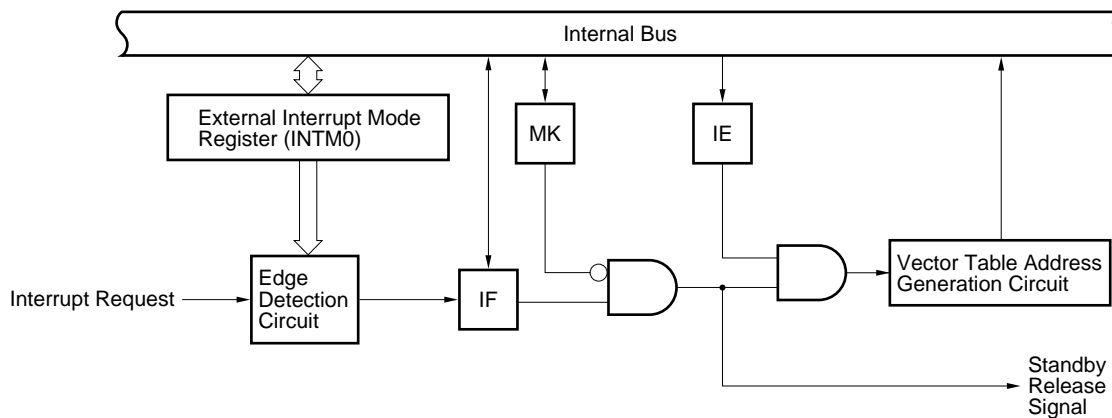 Internal Bus
External Interrupt Mode
Register (INTM0)
MK
IE
Interrupt Request
Edge
Detection
Circuit
IF
Vector Table Address
Generation Circuit
Standby
Release
Signal